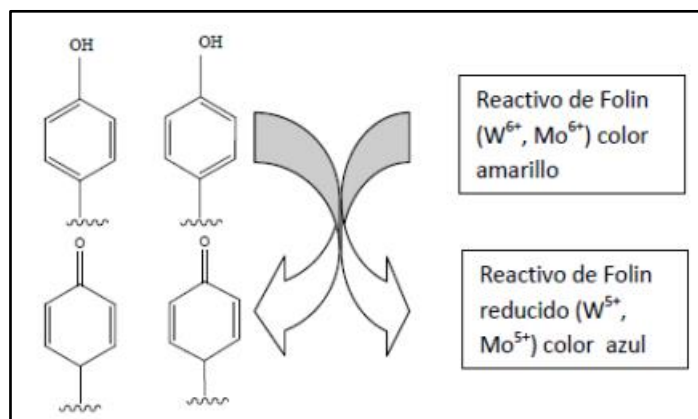 OH
OH
Reactivo de Folin
(W⁶⁺, Mo⁶⁺) color
amarillo
O
O
Reactivo de Folin
reducido (W⁵⁺,
Mo⁵⁺) color azul